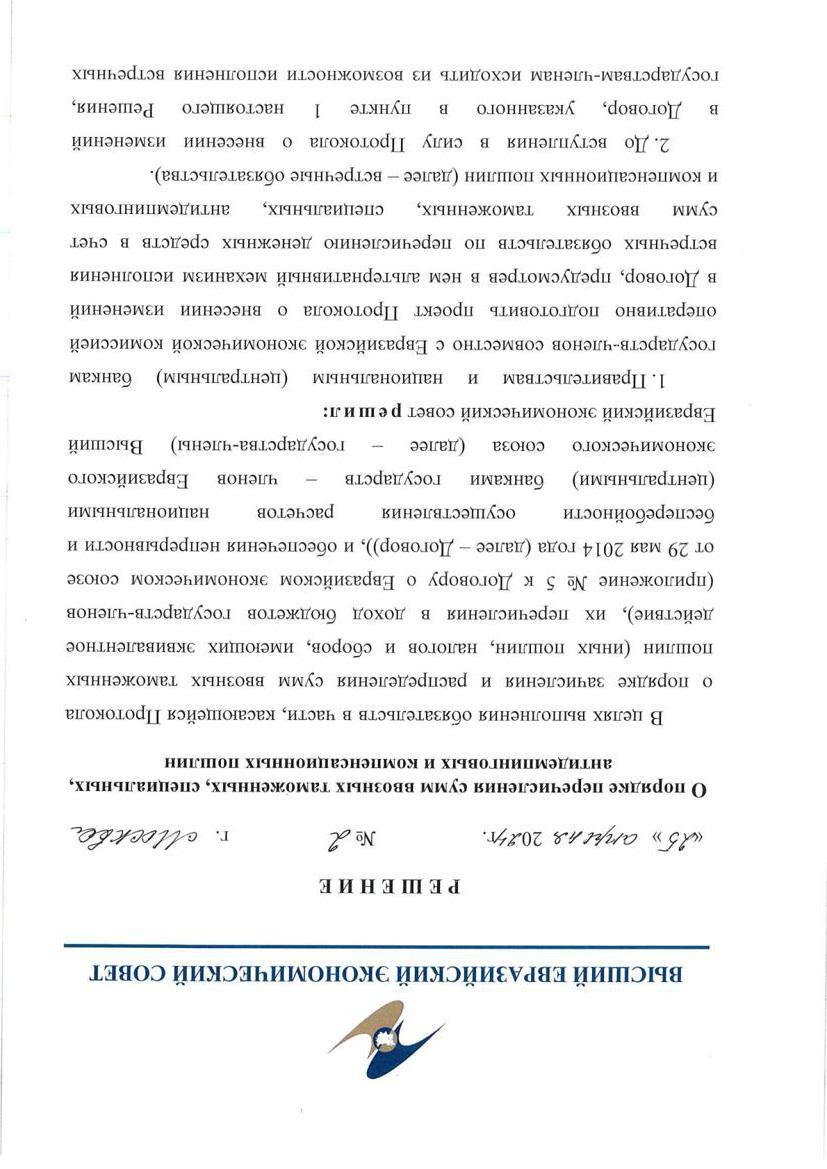 ВЫСШИЙ ЕВРАЗИЙСКИЙ ЭКОНОМИЧЕСКИЙ СОВЕТ
РЕШЕНИЕ
«25» апреля 2024г. № 2 г. Москва
О порядке перечисления сумм ввозных таможенных, специальных,
антидемпинговых и компенсационных пошлин
В целях выполнения обязательств в части, касающейся Протокола
о порядке зачисления и распределения сумм ввозных таможенных
пошлин (иных пошлин, налогов и сборов, имеющих эквивалентное
действие), их перечисления в доход бюджетов государств-членов
(приложение № 5 к Договору о Евразийском экономическом союзе
от 29 мая 2014 года (далее – Договор)), и обеспечения непрерывности и
бесперебойности осуществления расчетов национальными
(центральными) банками государств – членов Евразийского
экономического союза (далее – государства-члены) Высший
Евразийский экономический совет решил:
1. Правительствам и национальным (центральным) банкам
государств-членов совместно с Евразийской экономической комиссией
оперативно подготовить проект Протокола о внесении изменений
в Договор, предусмотрев в нем альтернативный механизм исполнения
встречных обязательств по перечислению денежных средств в счет
сумм ввозных таможенных, специальных, антидемпинговых
и компенсационных пошлин (далее – встречные обязательства).
2. До вступления в силу Протокола о внесении изменений
в Договор, указанного в пункте 1 настоящего Решения,
государствам-членам исходить из возможности исполнения встречных